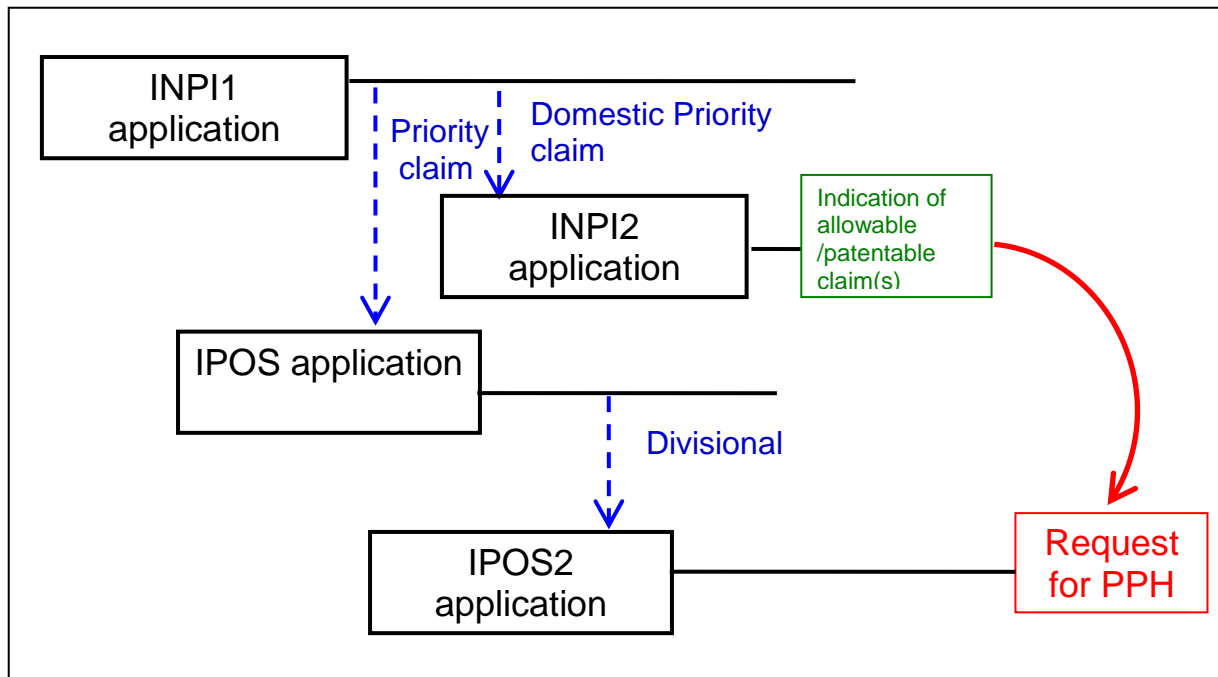 INPI1
application
Priority
claim
Domestic Priority
claim
INPI2
application
Indication of
allowable
/patentable
claim(s)
IPOS application
Divisional
IPOS2
application
Request
for PPH